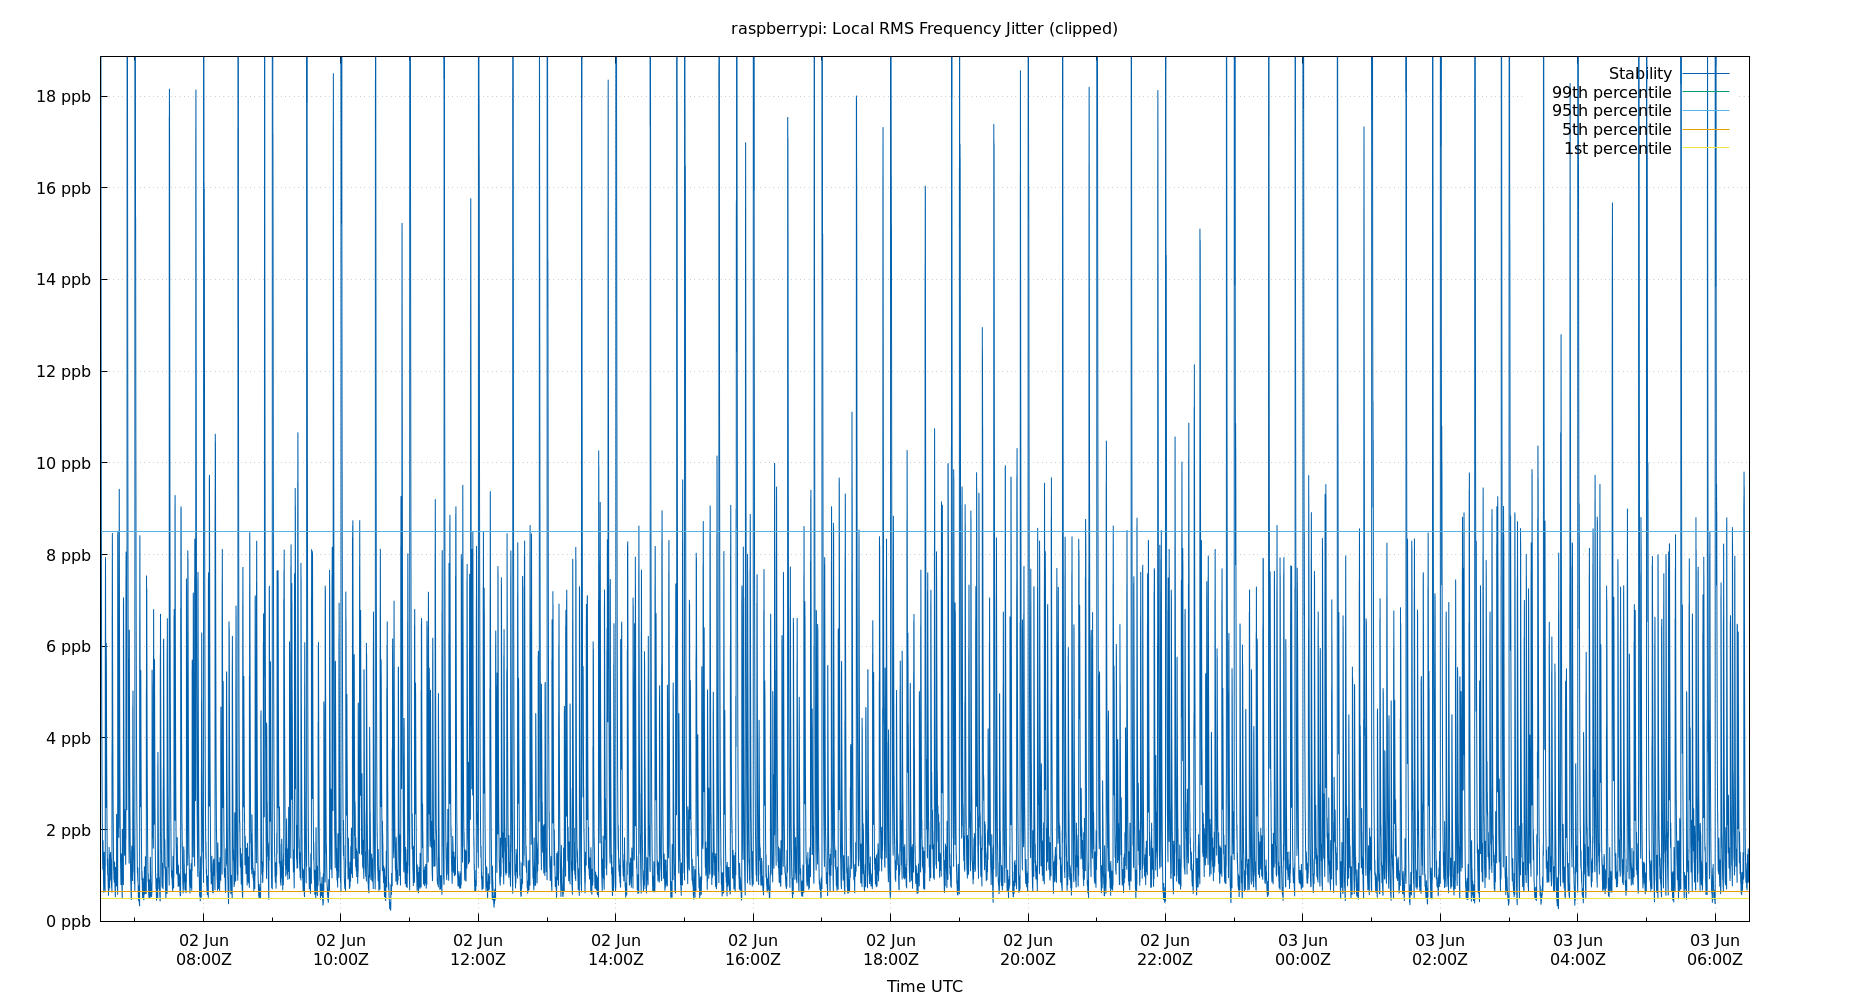 raspberrypi: Local RMS Frequency Jitter (clipped)
Stability
99th percentile
95th percentile
5th percentile
1st percentile
18 ppb
16 ppb
14 ppb
12 ppb
10 ppb
8 ppb
6 ppb
4 ppb
2 ppb
0 ppb
02 Jun 02 Jun 02 Jun 02 Jun 02 Jun 02 Jun 02 Jun 02 Jun 03 Jun 03 Jun 03 Jun 03 Jun
08:00Z 10:00Z 12:00Z 14:00Z 16:00Z 18:00Z 20:00Z 22:00Z 00:00Z 02:00Z 04:00Z 06:00Z
Time UTC